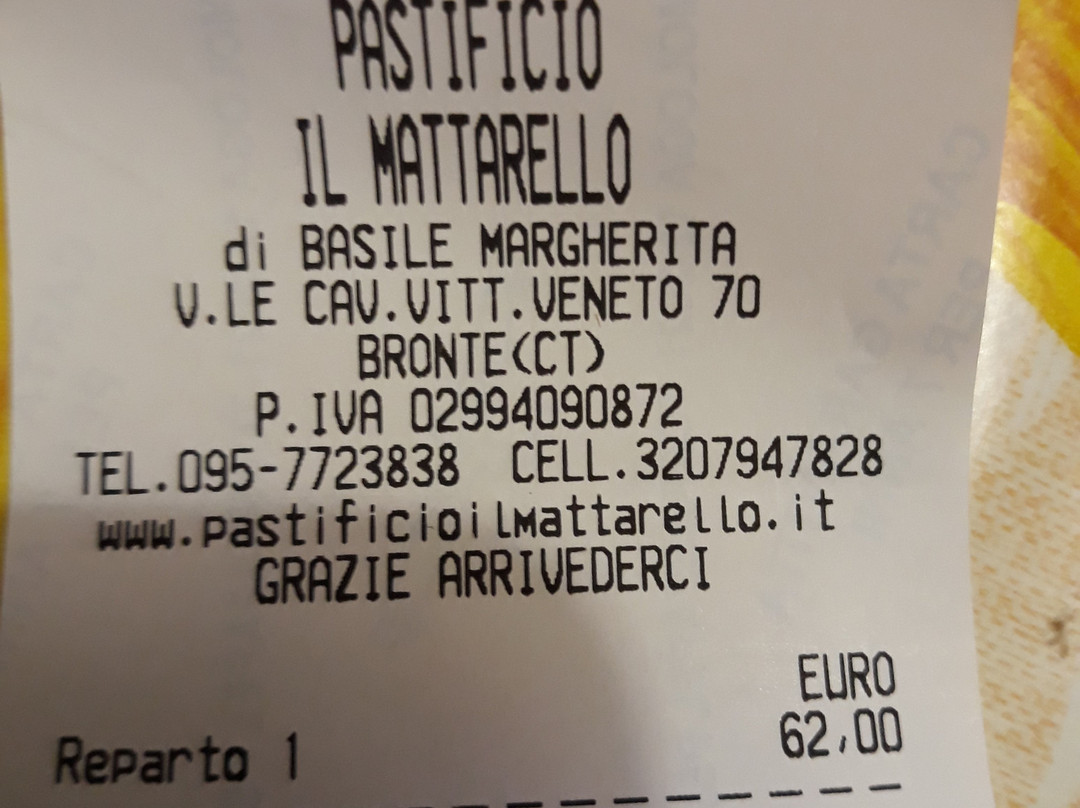 PASTIFICIO
IL MATTARELLO
di BASILE MARGHERITA
V.LE CAV.VITT.VENETO 70
BRONTE(CT)
P.IVA 02994090872
TEL.095-7723838 CELL.3207947828
www.pastificioilmattarello.it
GRAZIE ARRIVEDERCI
EURO
Reparto 1 62,00